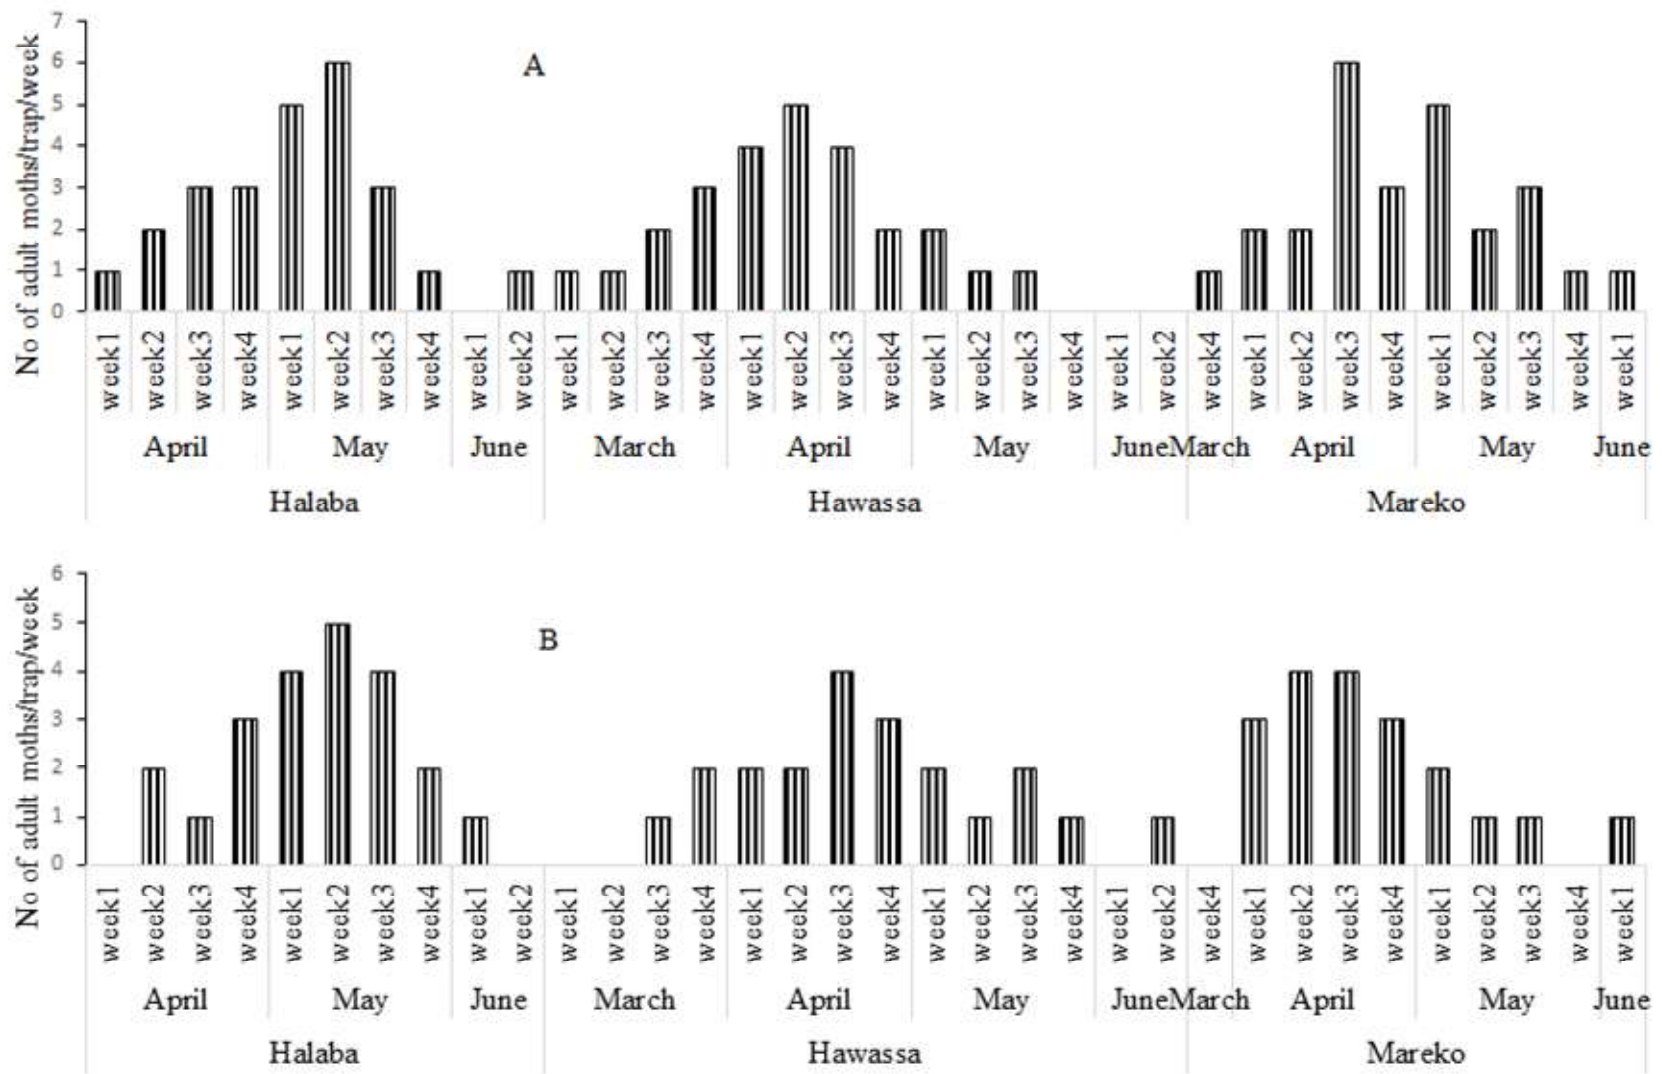 No of adult moths/trap/week
7
6
5
4
3
2
1
0
A
week1 week2 week3 week4 week1 week2 week3 week4 week1 week2 week1 week2 week3 week4 week1 week2 week3 week4 week1 week2 week3 week4 week1 week2 week4 week1 week2 week3 week4 week1 week2 week3 week4 week1
April May June March April May June March April May June
Halaba Hawassa Mareko
No of adult moths/trap/week
6
5
4
3
2
1
0
B
week1 week2 week3 week4 week1 week2 week3 week4 week1 week2 week1 week2 week3 week4 week1 week2 week3 week4 week1 week2 week3 week4 week1 week2 week4 week1 week2 week3 week4 week1 week2 week3 week4 week1
April May June March April May June March April May June
Halaba Hawassa Mareko